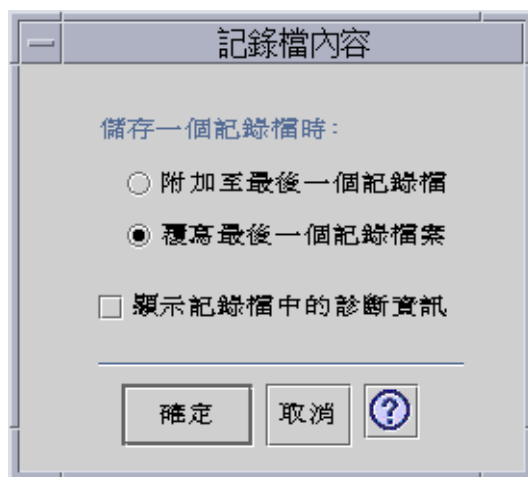 記錄檔內容
儲存一個記錄檔時:
附加至最後一個記錄檔
覆寫最後一個記錄檔案
顯示記錄檔中的診斷資訊
確定 取消 ?